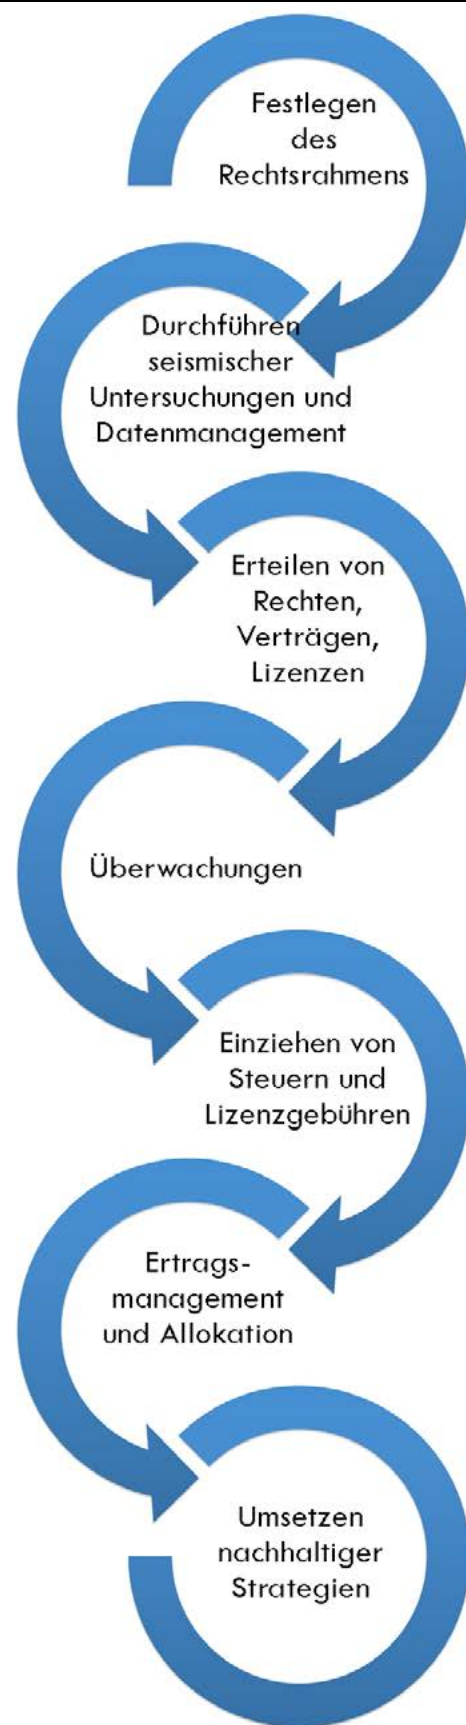 Festlegen
des
Rechtsrahmens
Durchführen
seismischer
Untersuchungen und
Datenmanagement
Erteilen von
Rechten,
Verträgen,
Lizenzen
Überwachungen
Einziehen von
Steuern und
Lizenzgebühren
Ertrags-
management
und Allokation
Umsetzen
nachhaltiger
Strategien